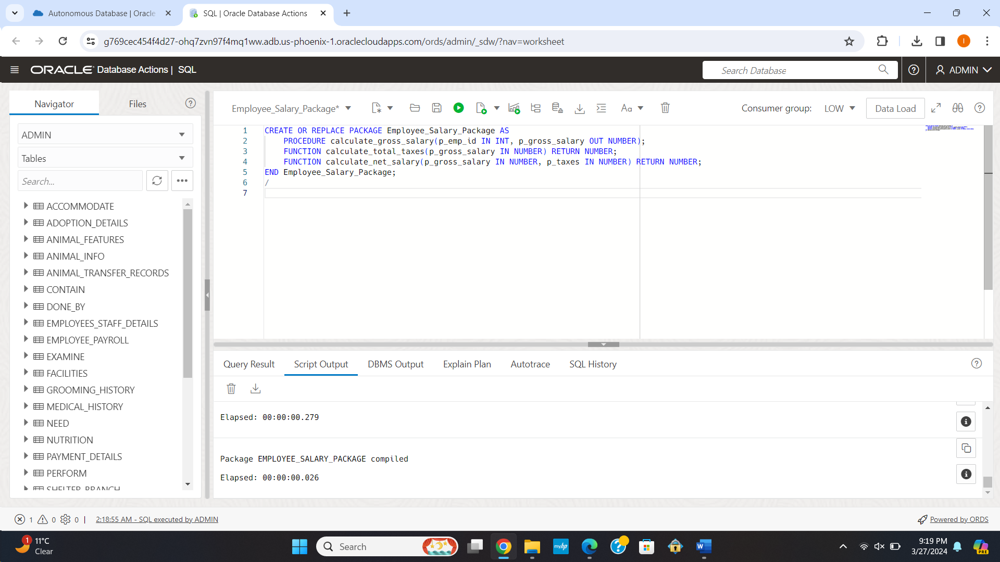 Autonomous Database | Oracle
SQL | Oracle Database Actions
g769cec454f4d27-ohq7zvn97f4mq1ww.adb.us-phoenix-1.oraclecloudapps.com/ords/admin/_sdw/?nav=worksheet
I
ORACLE Database Actions | SQL
Search Database
ADMIN
Navigator
Files
ADMIN
Tables
Search...
ACCOMMODATE
ADOPTION_DETAILS
ANIMAL_FEATURES
ANIMAL_INFO
ANIMAL_TRANSFER_RECORDS
CONTAIN
DONE_BY
EMPLOYEES_STAFF_DETAILS
EMPLOYEE_PAYROLL
EXAMINE
FACILITIES
GROOMING_HISTORY
MEDICAL_HISTORY
NEED
NUTRITION
PAYMENT_DETAILS
PERFORM
SHELTER_BRANCH
Employee_Salary_Package*
Aa
Consumer group: LOW
Data Load
1 CREATE OR REPLACE PACKAGE Employee_Salary_Package AS
2 PROCEDURE calculate_gross_salary(p_emp_id IN INT, p_gross_salary OUT NUMBER);
3 FUNCTION calculate_total_taxes(p_gross_salary IN NUMBER) RETURN NUMBER;
4 FUNCTION calculate_net_salary(p_gross_salary IN NUMBER, p_taxes IN NUMBER) RETURN NUMBER;
5 END Employee_Salary_Package;
6 /
7
Query Result Script Output DBMS Output Explain Plan Autotrace SQL History
Elapsed: 00:00:00.279
Package EMPLOYEE_SALARY_PACKAGE compiled
Elapsed: 00:00:00.026
1 0 0 | 2:18:55 AM - SQL executed by ADMIN
Powered by ORDS
1
11°C
Clear
Search
myhp
W
9:19 PM
3/27/2024
PRE